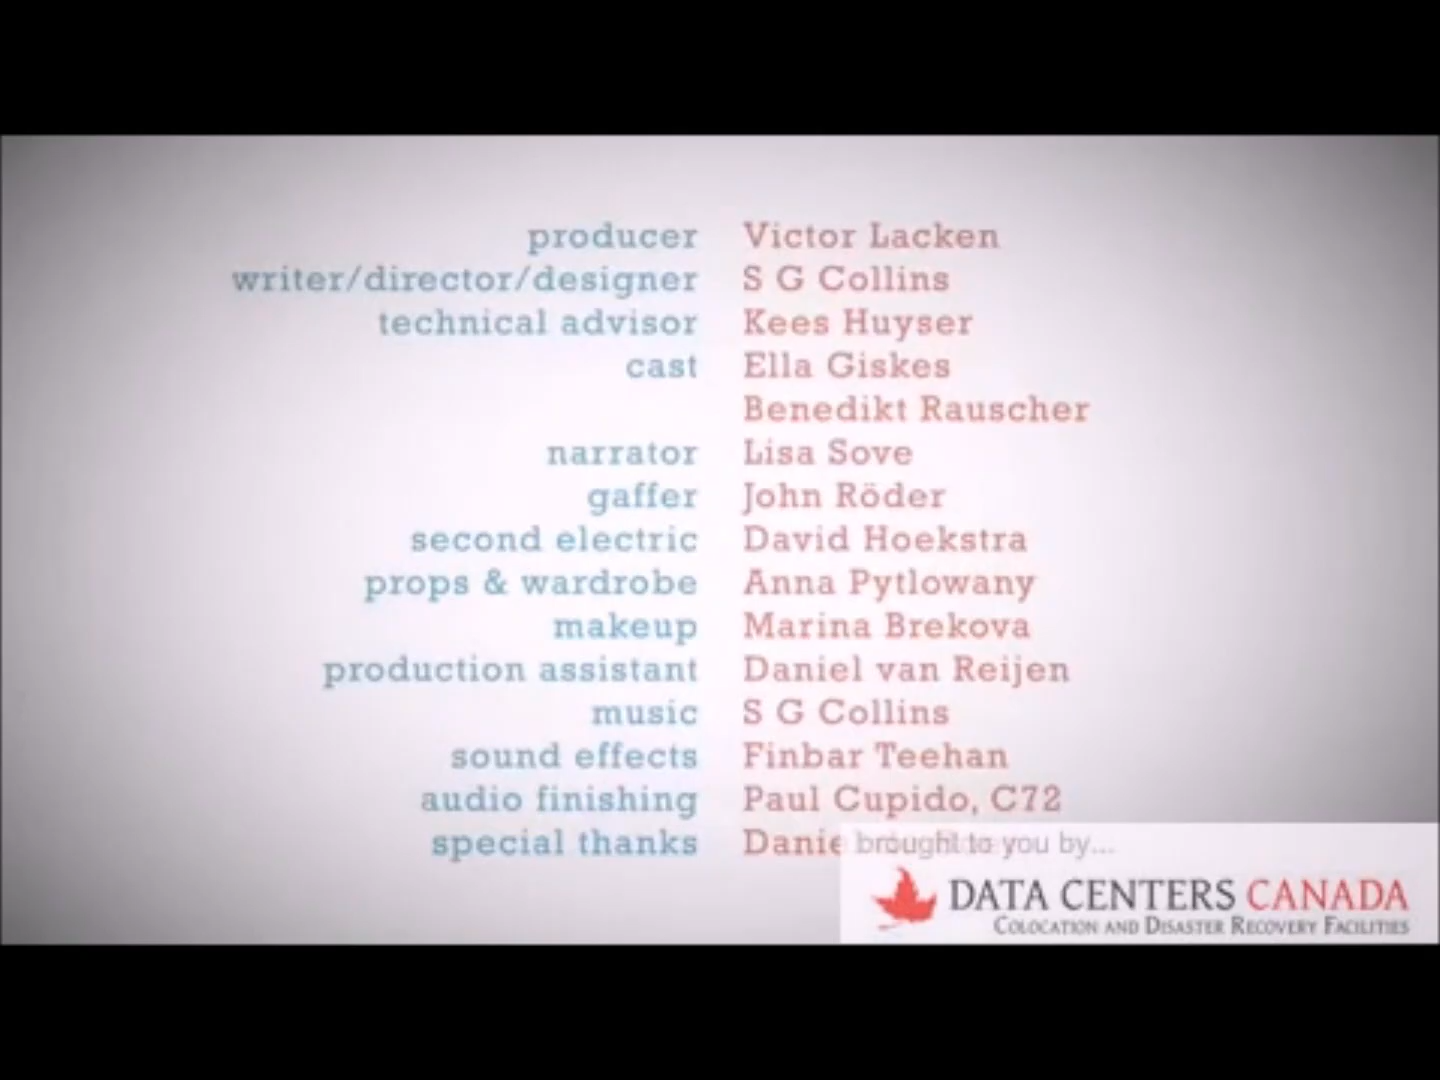 producer Victor Lacken
writer/director/designer S G Collins
technical advisor Kees Huyser
cast Ella Giskes
Benedikt Rauscher
narrator Lisa Sove
gaffer John Röder
second electric David Hoekstra
props & wardrobe Anna Pytlowany
makeup Marina Brekova
production assistant Daniel van Reijen
music S G Collins
sound effects Finbar Teehan
audio finishing Paul Cupido, C72
special thanks
brought to you by...
DATA CENTERS CANADA
COLOCATION AND DISASTER RECOVERY FACILITIES